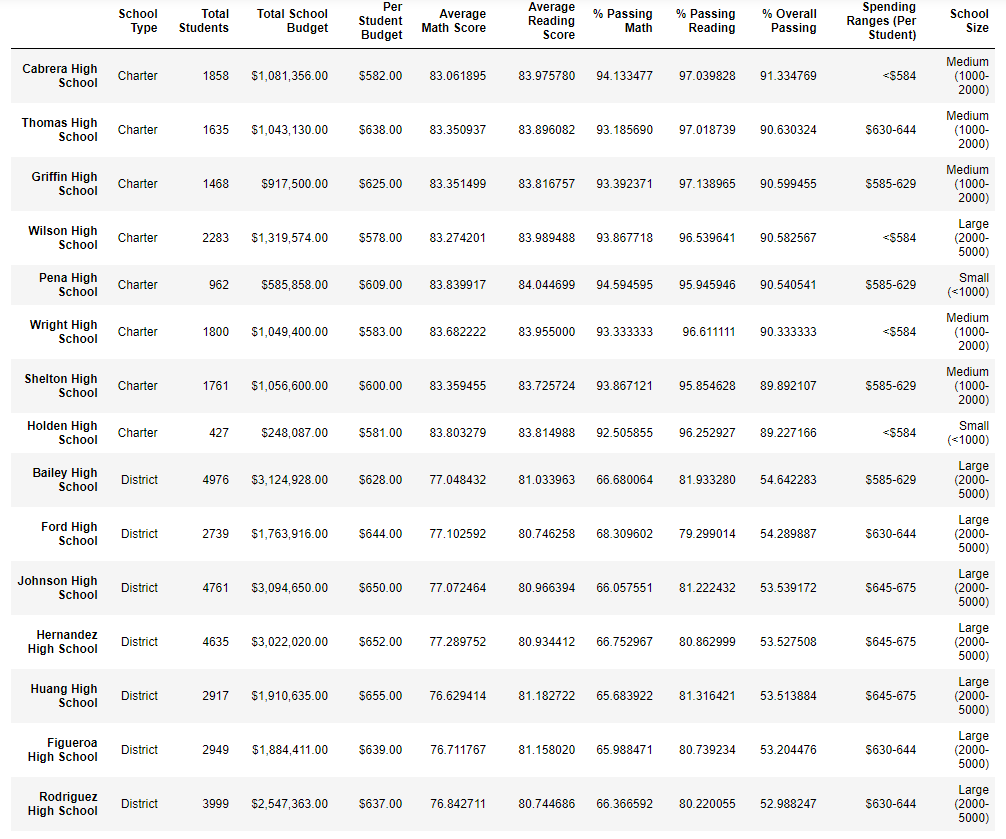 School Type Total Students Total School Budget Per Student Budget Average Math Score Average Reading Score % Passing Math % Passing Reading % Overall Passing Spending Ranges (Per Student) School Size
Cabrera High School Charter 1858 $1,081,356.00 $582.00 83.061895 83.975780 94.133477 97.039828 91.334769 <$584 Medium (1000-2000)
Thomas High School Charter 1635 $1,043,130.00 $638.00 83.350937 83.896082 93.185690 97.018739 90.630324 $630-644 Medium (1000-2000)
Griffin High School Charter 1468 $917,500.00 $625.00 83.351499 83.816757 93.392371 97.138965 90.599455 $585-629 Medium (1000-2000)
Wilson High School Charter 2283 $1,319,574.00 $578.00 83.274201 83.989488 93.867718 96.539641 90.582567 <$584 Large (2000-5000)
Pena High School Charter 962 $585,858.00 $609.00 83.839917 84.044699 94.594595 95.945946 90.540541 $585-629 Small (<1000)
Wright High School Charter 1800 $1,049,400.00 $583.00 83.682222 83.955000 93.333333 96.611111 90.333333 <$584 Medium (1000-2000)
Shelton High School Charter 1761 $1,056,600.00 $600.00 83.359455 83.725724 93.867121 95.854628 89.892107 $585-629 Medium (1000-2000)
Holden High School Charter 427 $248,087.00 $581.00 83.803279 83.814988 92.505855 96.252927 89.227166 <$584 Small (<1000)
Bailey High School District 4976 $3,124,928.00 $628.00 77.048432 81.033963 66.680064 81.933280 54.642283 $585-629 Large (2000-5000)
Ford High School District 2739 $1,763,916.00 $644.00 77.102592 80.746258 68.309602 79.299014 54.289887 $630-644 Large (2000-5000)
Johnson High School District 4761 $3,094,650.00 $650.00 77.072464 80.966394 66.057551 81.222432 53.539172 $645-675 Large (2000-5000)
Hernandez High School District 4635 $3,022,020.00 $652.00 77.289752 80.934412 66.752967 80.862999 53.527508 $645-675 Large (2000-5000)
Huang High School District 2917 $1,910,635.00 $655.00 76.629414 81.182722 65.683922 81.316421 53.513884 $645-675 Large (2000-5000)
Figueroa High School District 2949 $1,884,411.00 $639.00 76.711767 81.158020 65.988471 80.739234 53.204476 $630-644 Large (2000-5000)
Rodriguez High School District 3999 $2,547,363.00 $637.00 76.842711 80.744686 66.366592 80.220055 52.988247 $630-644 Large (2000-5000)